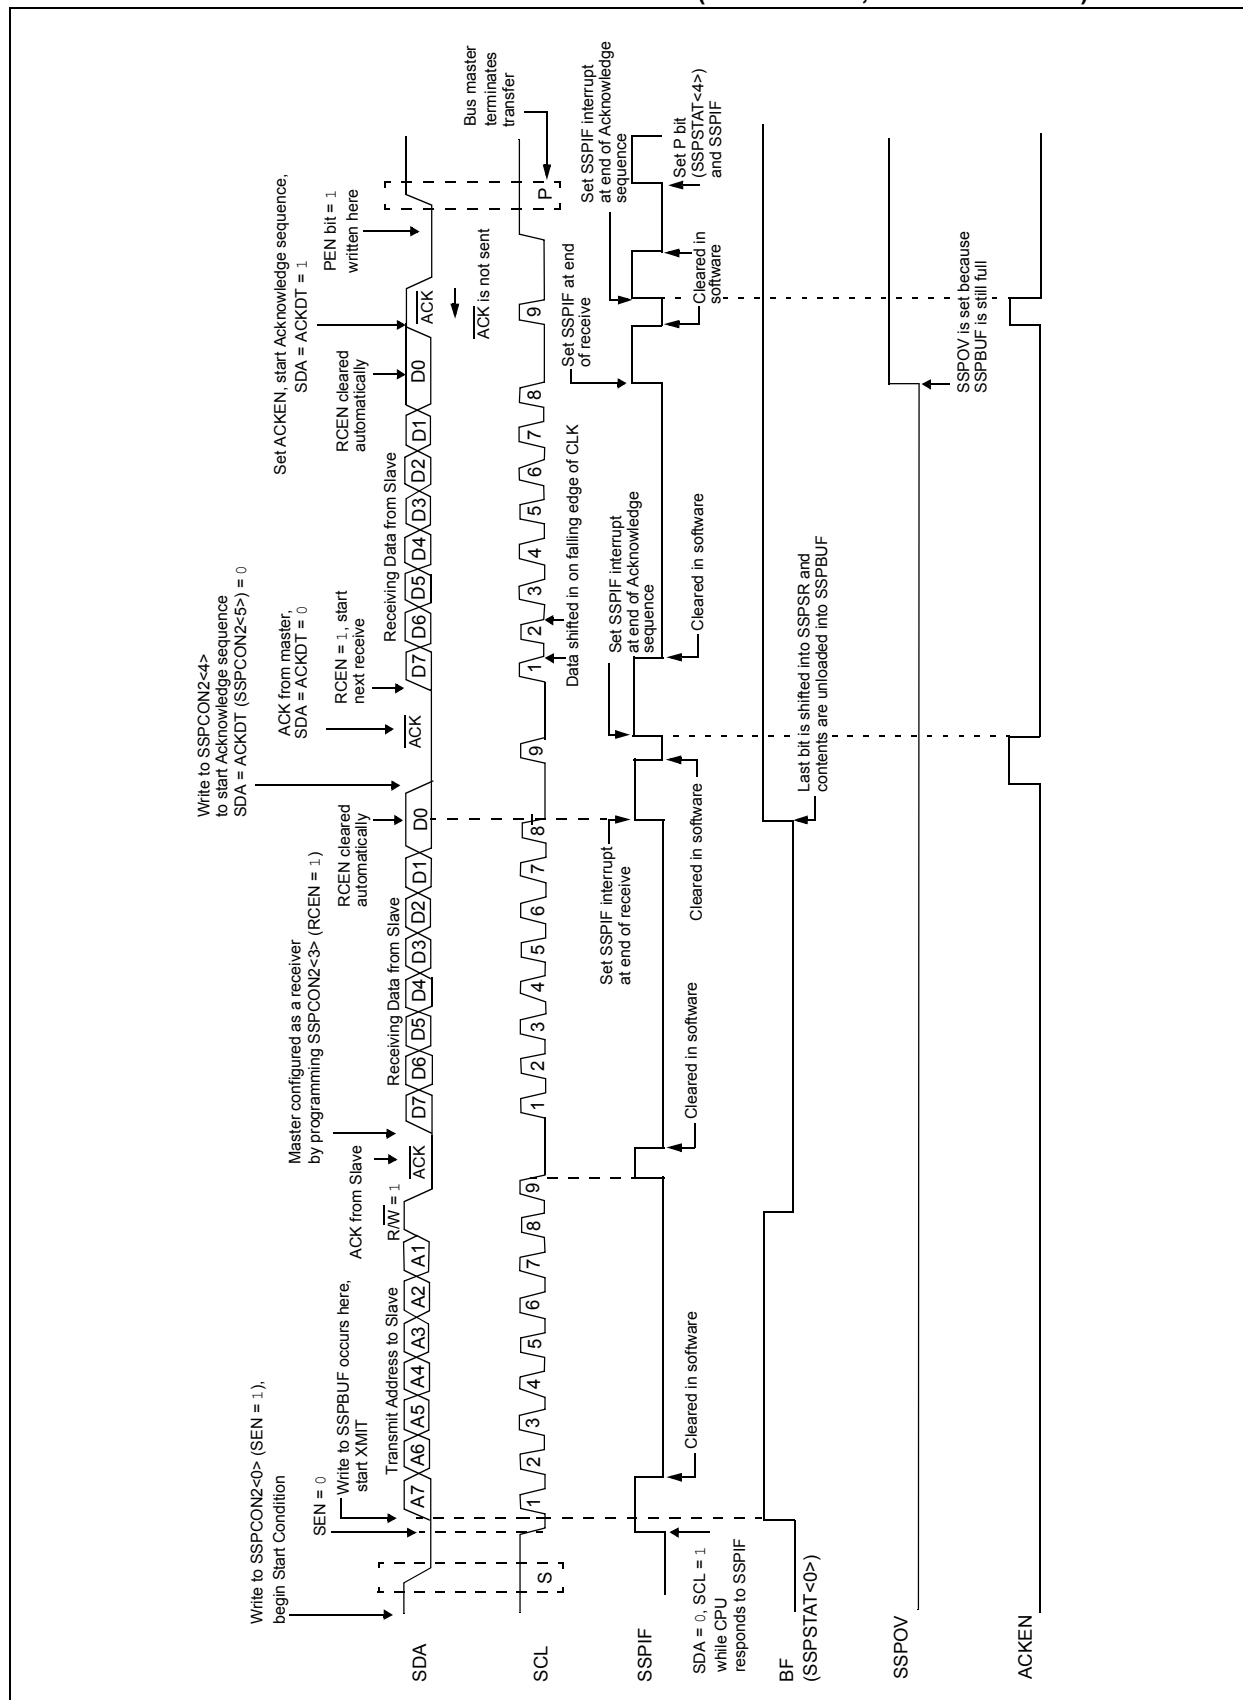 Write to SSPCON2<0> (SEN = 1),
begin Start Condition
SEN = 0
Write to SSPBUF occurs here,
start XMIT
ACK from Slave
Master configured as a receiver
by programming SSPCON2<3> (RCEN = 1)
RCEN cleared
automatically
Write to SSPCON2<4>
to start Acknowledge sequence
SDA = ACKDT (SSPCON2<5>) = 0
ACK from master,
SDA = ACKDT = 0
RCEN = 1, start
next receive
RCEN cleared
automatically
Set ACKEN, start Acknowledge sequence,
SDA = ACKDT = 1
PEN bit = 1
written here
Transmit Address to Slave
R/W = 1
Receiving Data from Slave
Receiving Data from Slave
SDA
A7 A6 A5 A4 A3 A2 A1 ACK D7 D6 D5 D4 D3 D2 D1 D0 ACK D7 D6 D5 D4 D3 D2 D1 D0 ACK
ACK is not sent
Bus master
terminates
transfer
SCL
S 1 2 3 4 5 6 7 8 9 1 2 3 4 5 6 7 8 9 1 2 3 4 5 6 7 8 9 P
Data shifted in on falling edge of CLK
Set SSPIF interrupt
at end of receive
Set SSPIF interrupt
at end of Acknowledge
sequence
Set SSPIF at end
of receive
Set SSPIF interrupt
at end of Acknowledge
sequence
SSPIF
Cleared in software
Cleared in software
Cleared in software
Cleared in software
Cleared in
software
Set P bit
(SSPSTAT<4>)
and SSPIF
SDA = 0, SCL = 1
while CPU
responds to SSPIF
BF
(SSPSTAT<0>)
Last bit is shifted into SSPSR and
contents are unloaded into SSPBUF
SSPOV
SSPOV is set because
SSPBUF is still full
ACKEN